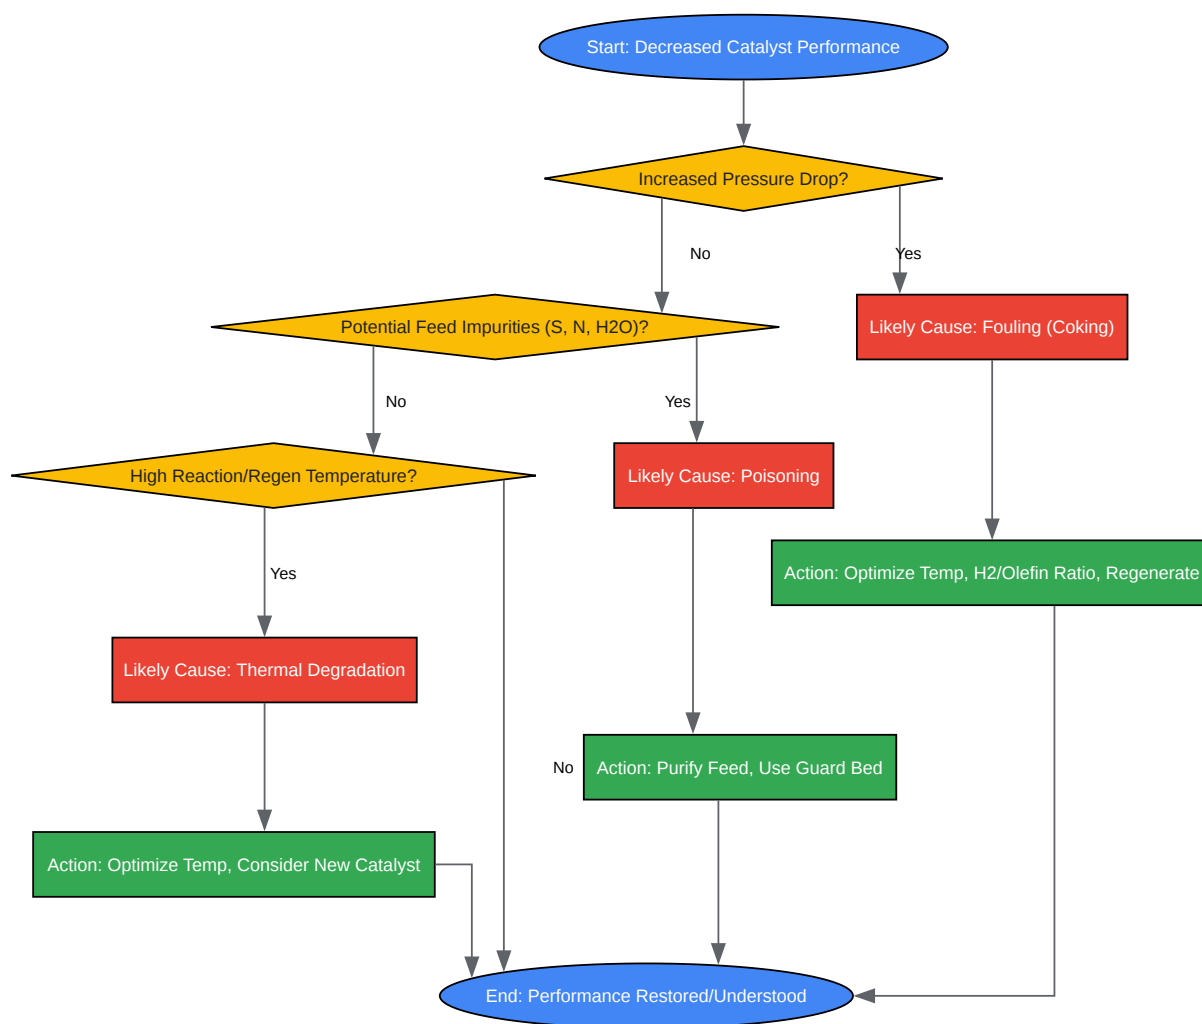 Start: Decreased Catalyst Performance
Increased Pressure Drop?
No
Yes
Potential Feed Impurities (S, N, H2O)?
Likely Cause: Fouling (Coking)
No
Yes
High Reaction/Regen Temperature?
Likely Cause: Poisoning
Yes
Action: Optimize Temp, H2/Olefin Ratio, Regenerate
Likely Cause: Thermal Degradation
No
Action: Purify Feed, Use Guard Bed
Action: Optimize Temp, Consider New Catalyst
End: Performance Restored/Understood